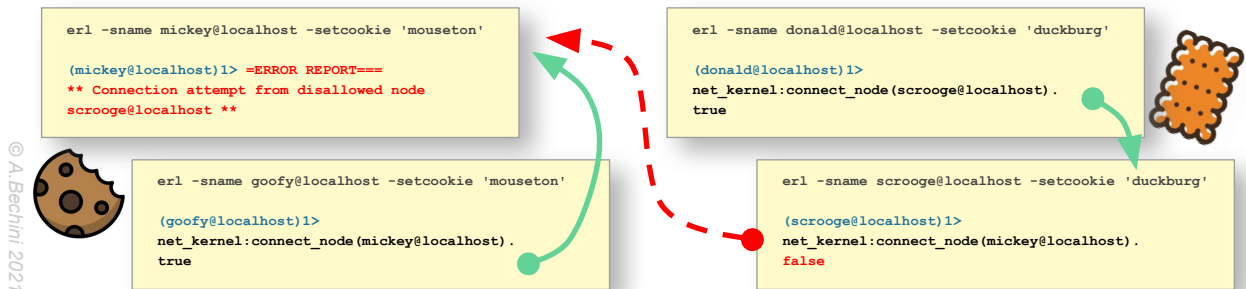 erl -sname mickey@localhost -setcookie 'mouseton'
(mickey@localhost)1> =ERROR REPORT===
** Connection attempt from disallowed node
scrooge@localhost **
erl -sname donald@localhost -setcookie 'duckburg'
(donald@localhost)1>
net_kernel:connect_node(scrooge@localhost).
true
erl -sname goofy@localhost -setcookie 'mouseton'
(goofy@localhost)1>
net_kernel:connect_node(mickey@localhost).
true
erl -sname scrooge@localhost -setcookie 'duckburg'
(scrooge@localhost)1>
net_kernel:connect_node(mickey@localhost).
false
© A.Bechini 2021